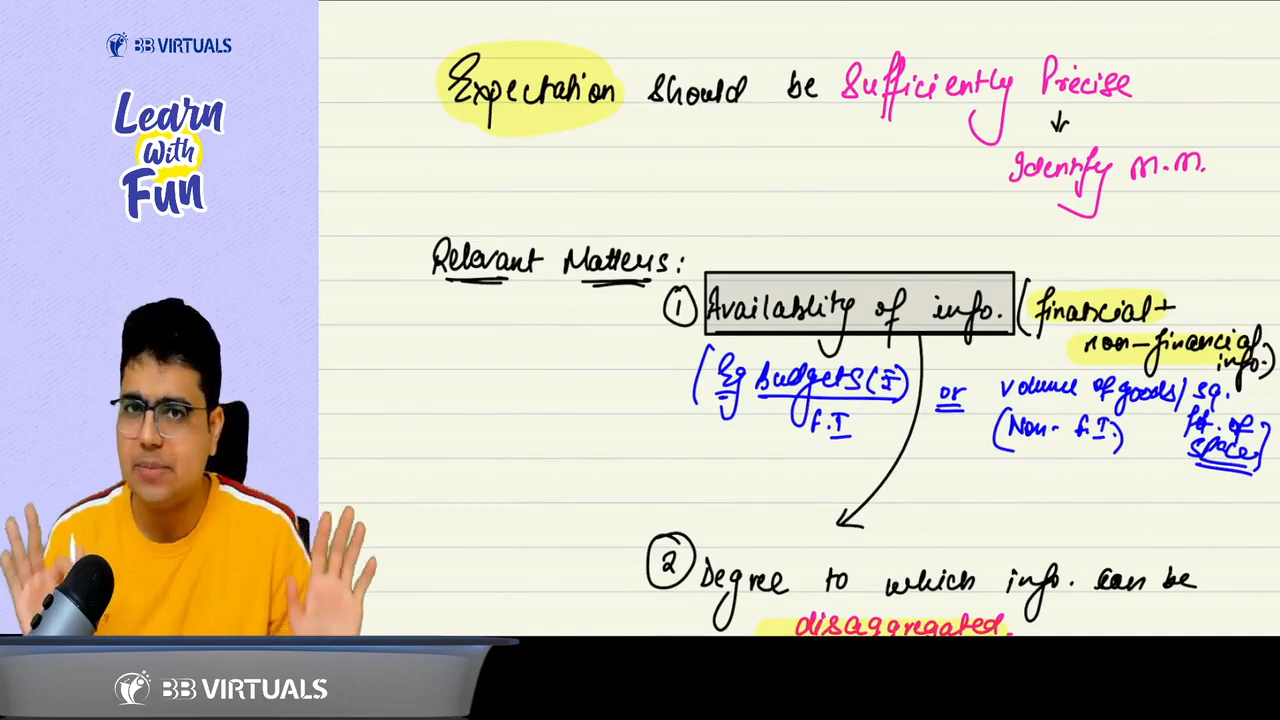 BB VIRTUALS
Learn
With
Fun
Expectation should be Sufficiently Precise
Identify M.M.
Relevant Matters:
① Availablity of info. (financial +
non-financial
info.)
(Eg Budgets (I) or volume of goods/ sq.
F.I (Non-F.I.) ft. of
space)
② Degree to which info. can be
disaggregated.
BB VIRTUALS